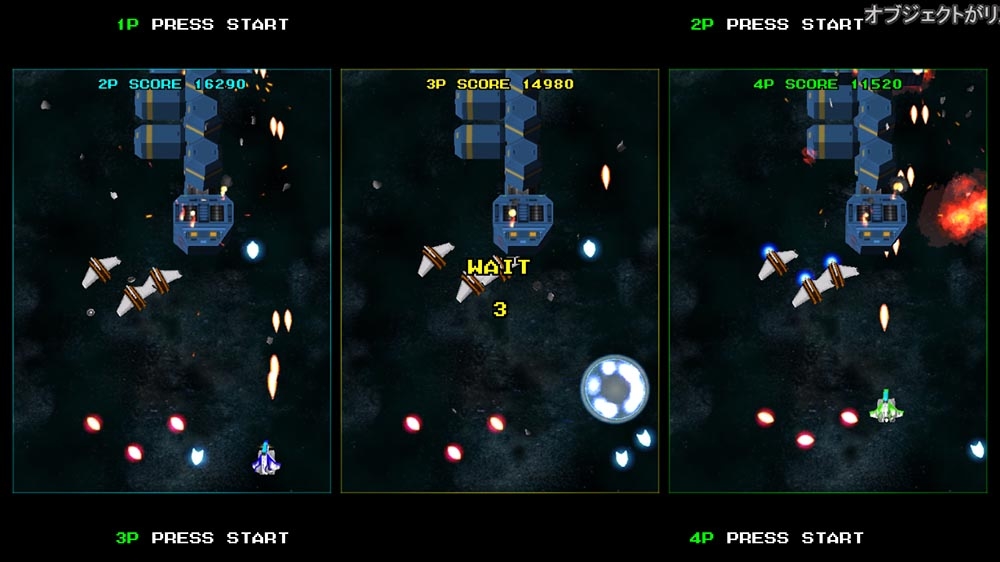 1P PRESS START
2P PRESS START
オブジェクトがリ
2P SCORE 16290
3P SCORE 14980
4P SCORE 11520
WAIT
3
3P PRESS START
4P PRESS START